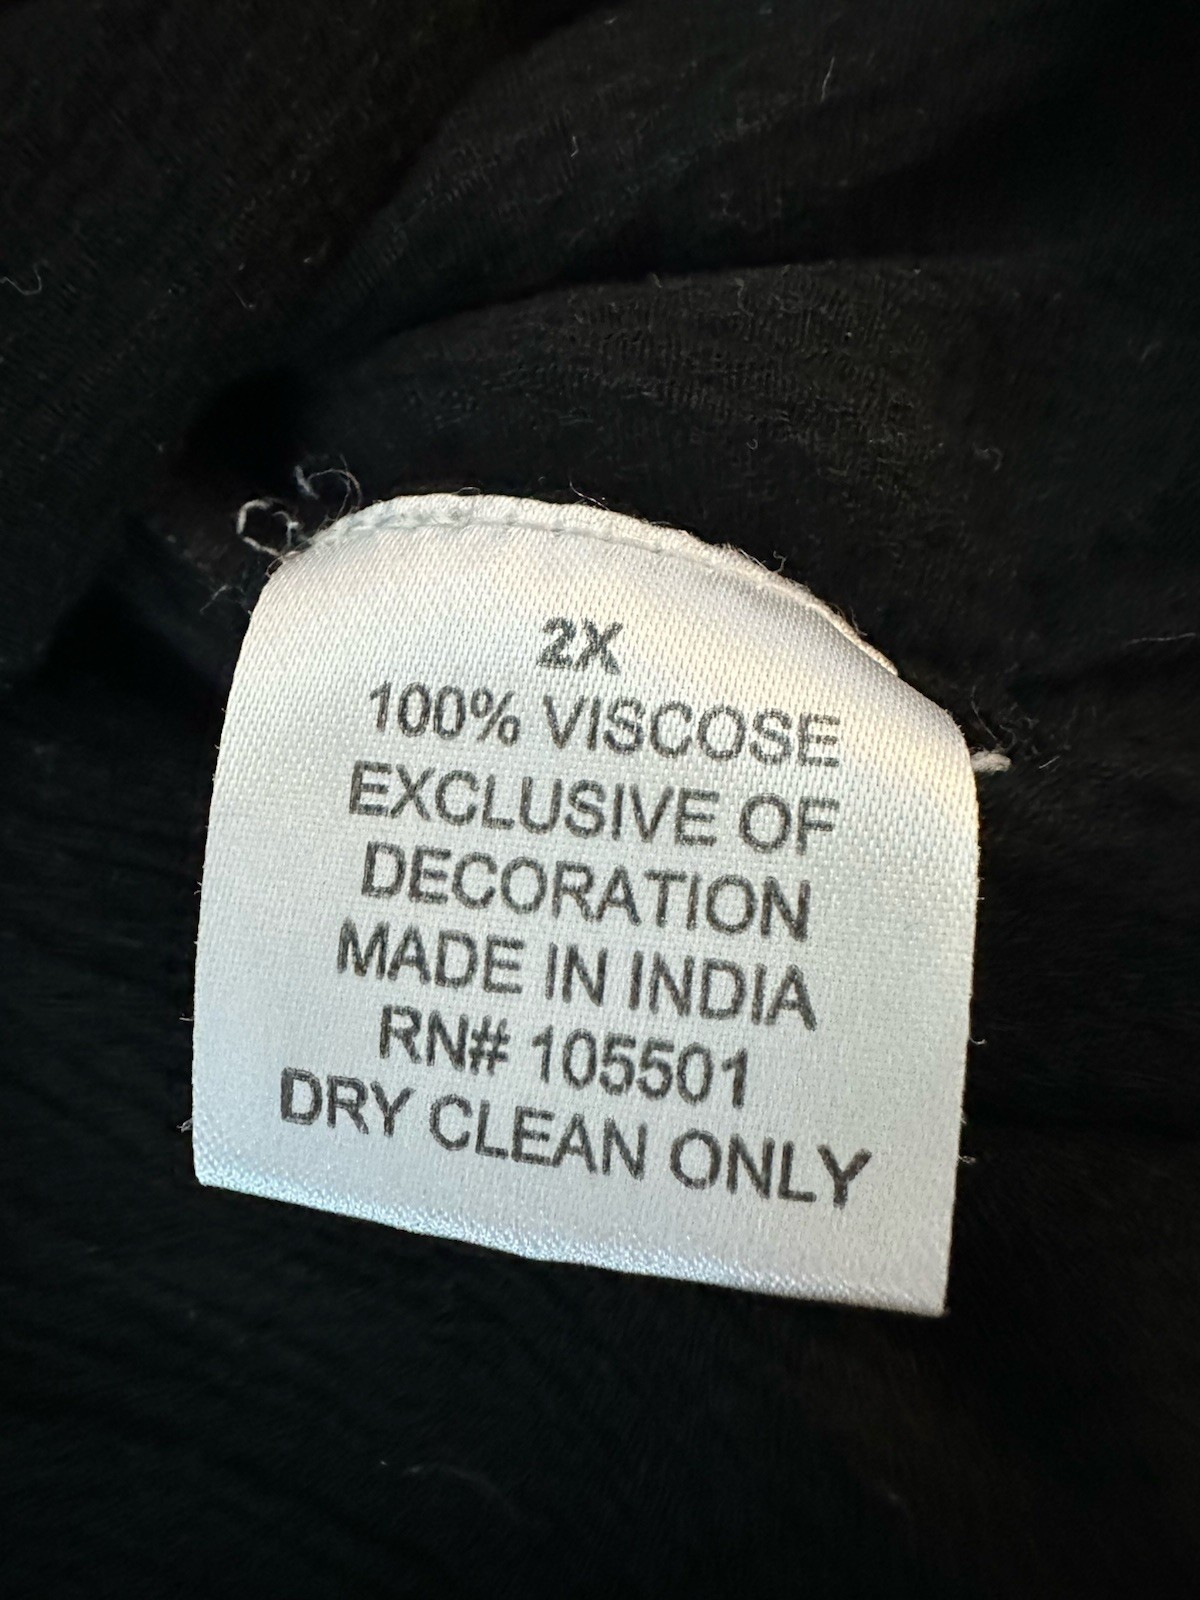 2X
100% VISCOSE
EXCLUSIVE OF
DECORATION
MADE IN INDIA
RN# 105501
DRY CLEAN ONLY